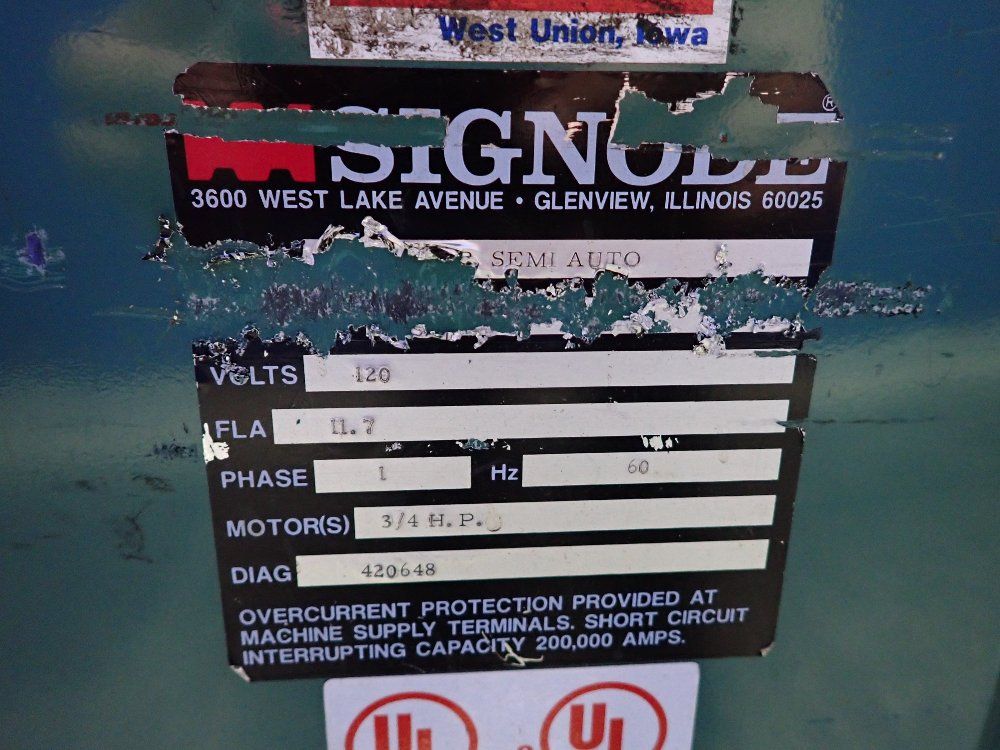 West Union, Iowa
SIGNODE ®
3600 WEST LAKE AVENUE • GLENVIEW, ILLINOIS 60025
SEMI AUTO
VOLTS 120
FLA 11.7
PHASE 1 Hz 60
MOTOR(S) 3/4 H.P.
DIAG 420648
OVERCURRENT PROTECTION PROVIDED AT
MACHINE SUPPLY TERMINALS. SHORT CIRCUIT
INTERRUPTING CAPACITY 200,000 AMPS.
UL UL